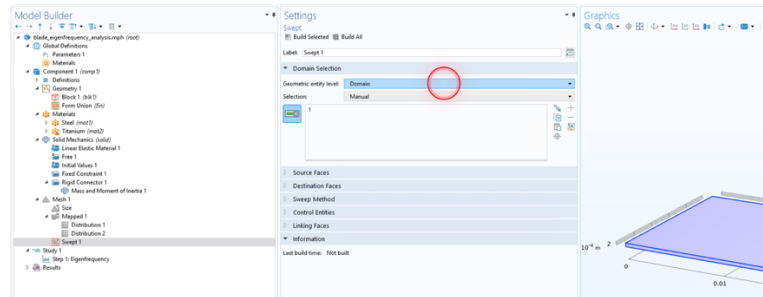 Model Builder
blade_eigenfrequency_analysis.mph (root)
Global Definitions
Parameters 1
Materials
Component 1 (comp1)
Definitions
Geometry 1
Block 1 (blk1)
Form Union (fin)
Materials
Steel (mat1)
Titanium (mat2)
Solid Mechanics (solid)
Linear Elastic Material 1
Free 1
Initial Values 1
Fixed Constraint 1
Rigid Connector 1
Mass and Moment of Inertia 1
Mesh 1
Size
Mapped 1
Distribution 1
Distribution 2
Swept 1
Study 1
Step 1: Eigenfrequency
Results
Settings
Swept
Build Selected Build All
Label: Swept 1
Domain Selection
Geometric entity level: Domain
Selection: Manual
1
Source Faces
Destination Faces
Sweep Method
Control Entities
Linking Faces
Information
Last build time: Not built
Graphics
10⁻⁴ m 2
0
0.01